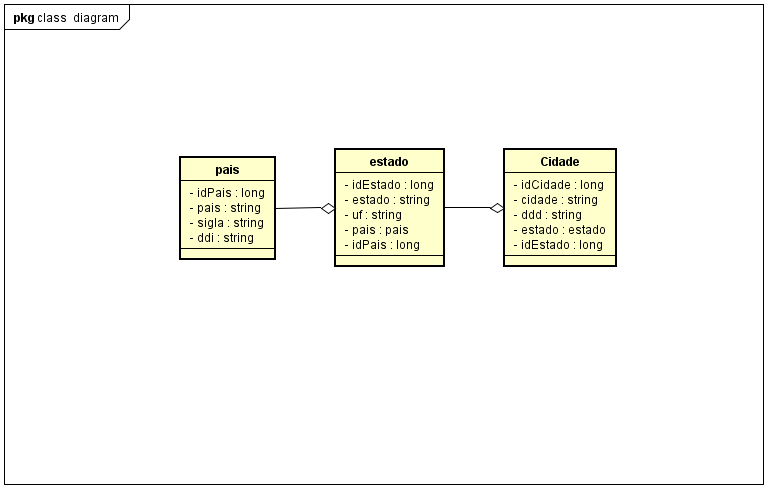 pkg class diagram
pais
- idPais : long
- pais : string
- sigla : string
- ddi : string
estado
- idEstado : long
- estado : string
- uf : string
- pais : pais
- idPais : long
Cidade
- idCidade : long
- cidade : string
- ddd : string
- estado : estado
- idEstado : long